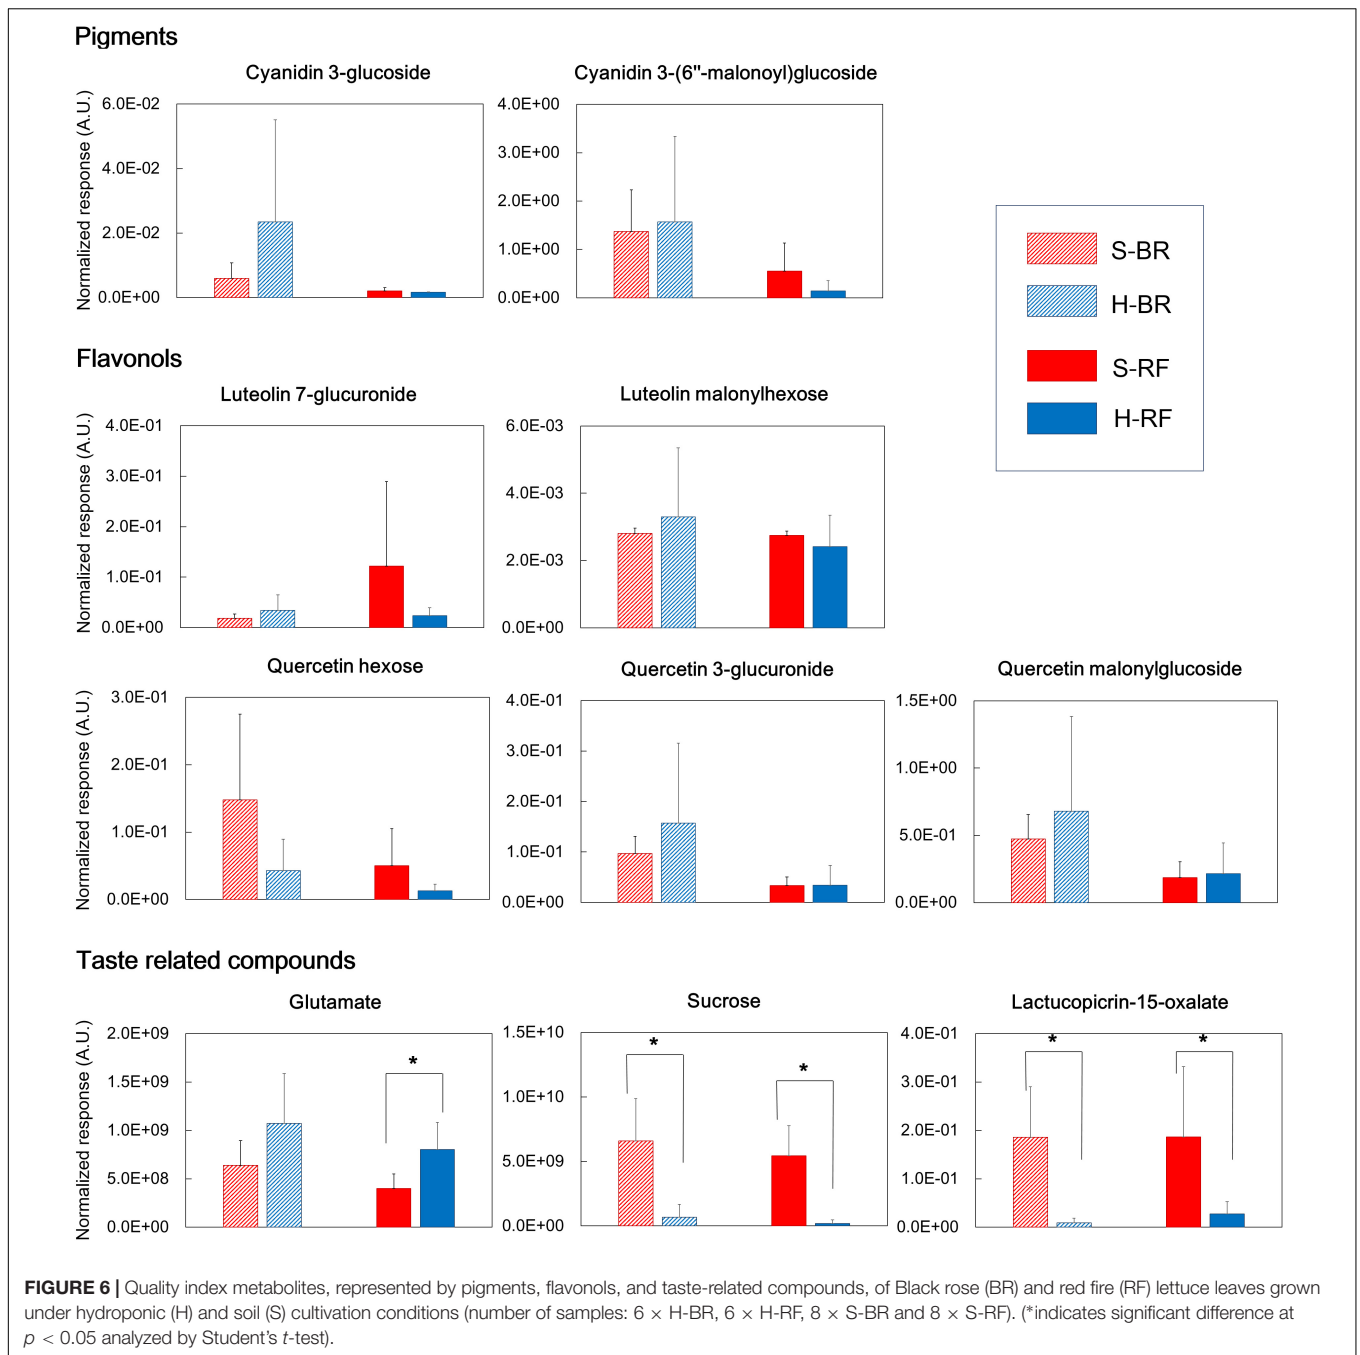 Pigments
Cyanidin 3-glucoside
Normalized response (A.U.)
6.0E-02
4.0E-02
2.0E-02
0.0E+00
Cyanidin 3-(6"-malonoyl)glucoside
4.0E+00
3.0E+00
2.0E+00
1.0E+00
0.0E+00
S-BR
H-BR
S-RF
H-RF
Flavonols
Luteolin 7-glucuronide
Normalized response (A.U.)
4.0E-01
3.0E-01
2.0E-01
1.0E-01
0.0E+00
Luteolin malonylhexose
6.0E-03
4.0E-03
2.0E-03
0.0E+00
Quercetin hexose
Normalized response (A.U.)
3.0E-01
2.0E-01
1.0E-01
0.0E+00
Quercetin 3-glucuronide
4.0E-01
3.0E-01
2.0E-01
1.0E-01
0.0E+00
Quercetin malonylglucoside
1.5E+00
1.0E+00
5.0E-01
0.0E+00
Taste related compounds
Glutamate
Normalized response (A.U.)
2.0E+09
1.5E+09
1.0E+09
5.0E+08
0.0E+00
*
Sucrose
1.5E+10
1.0E+10
5.0E+09
0.0E+00
*
*
Lactucopicrin-15-oxalate
4.0E-01
3.0E-01
2.0E-01
1.0E-01
0.0E+00
*
*
FIGURE 6 | Quality index metabolites, represented by pigments, flavonols, and taste-related compounds, of Black rose (BR) and red fire (RF) lettuce leaves grown
under hydroponic (H) and soil (S) cultivation conditions (number of samples: 6 × H-BR, 6 × H-RF, 8 × S-BR and 8 × S-RF). (*indicates significant difference at
p < 0.05 analyzed by Student's t-test).